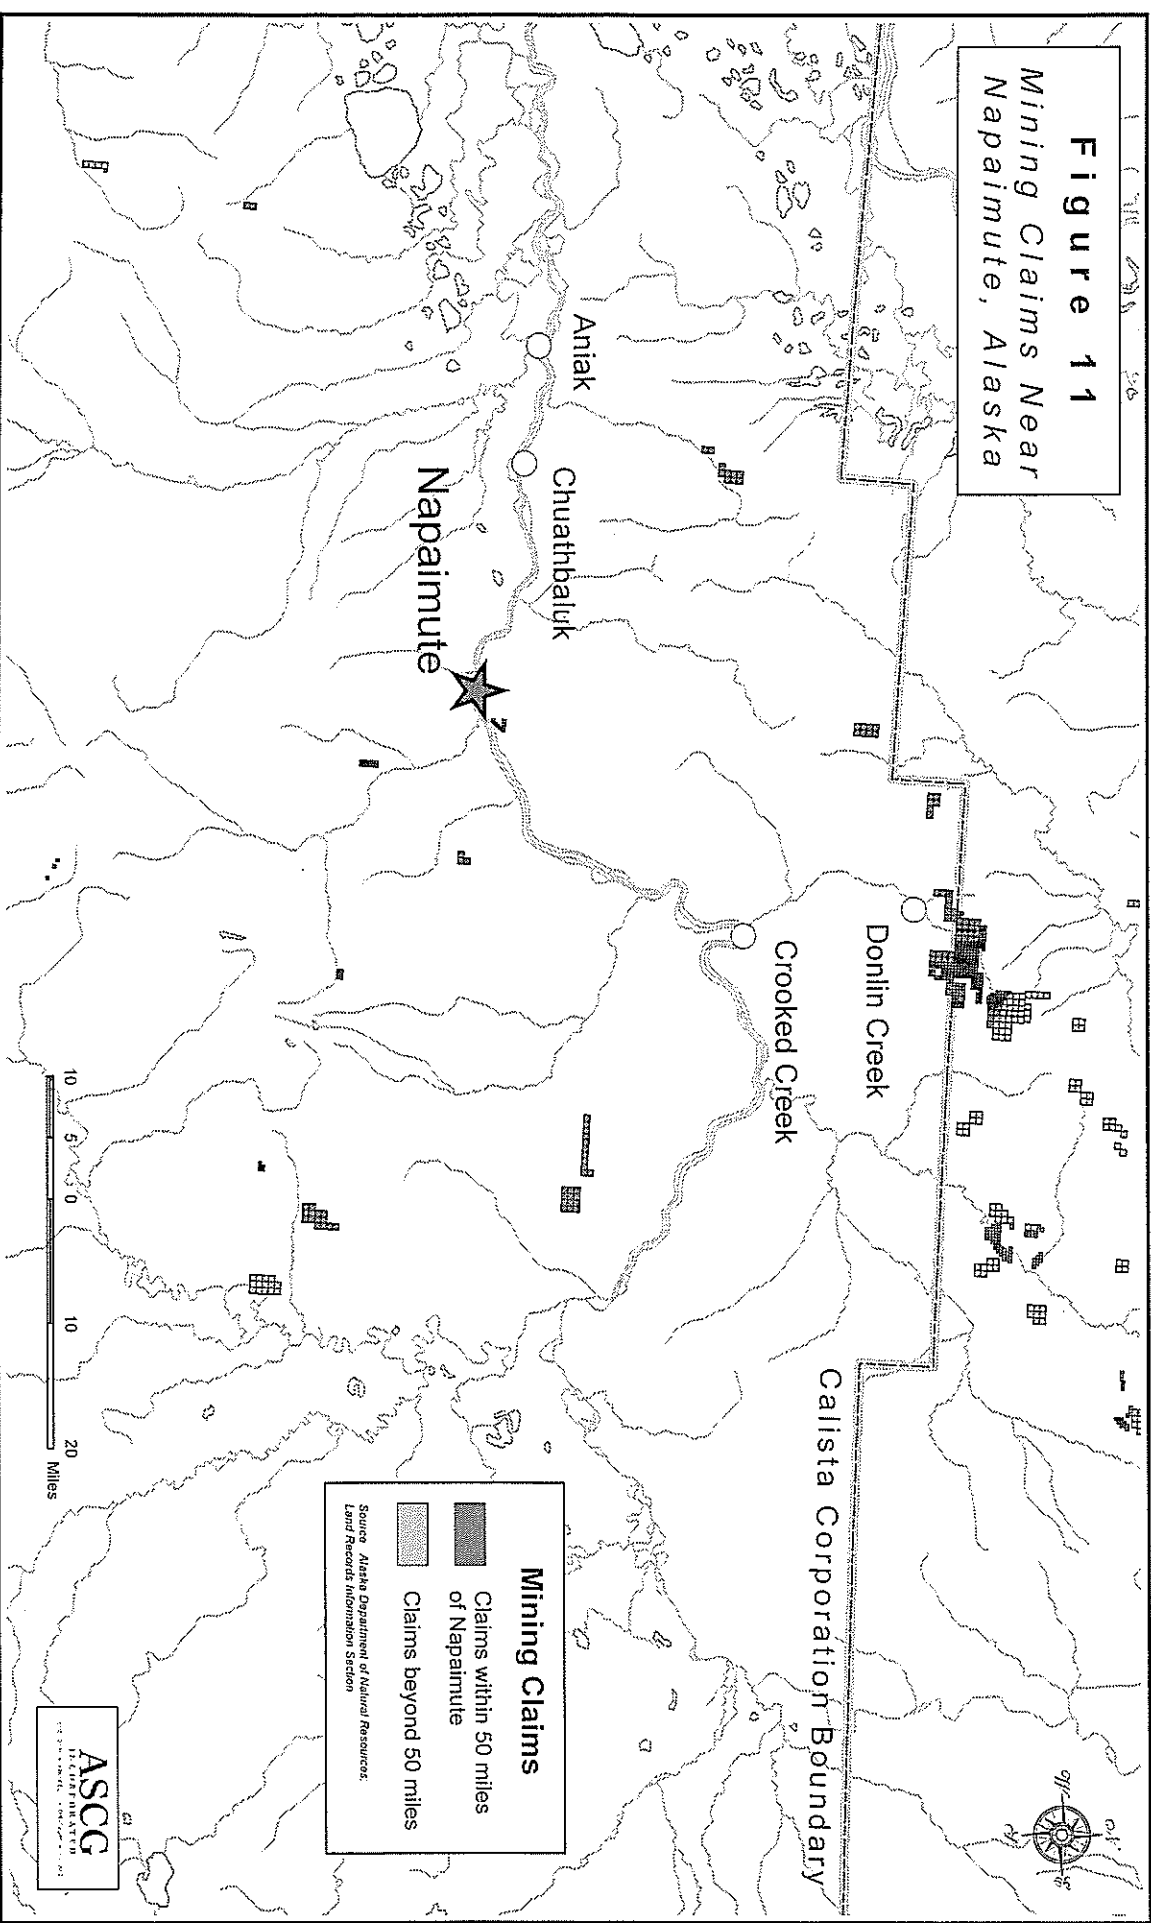 Figure 11
Mining Claims Near
Napaimute, Alaska
Aniak
Chuathbaluk
Napaimute
Crooked Creek
Donlin Creek
Calista Corporation Boundary
Mining Claims
Claims within 50 miles
of Napaimute
Claims beyond 50 miles
Source Alaska Department of Natural Resources,
Land Records Information Section
10 5 0 10 20
Miles
N
W
S
ASCG
INCORPORATED